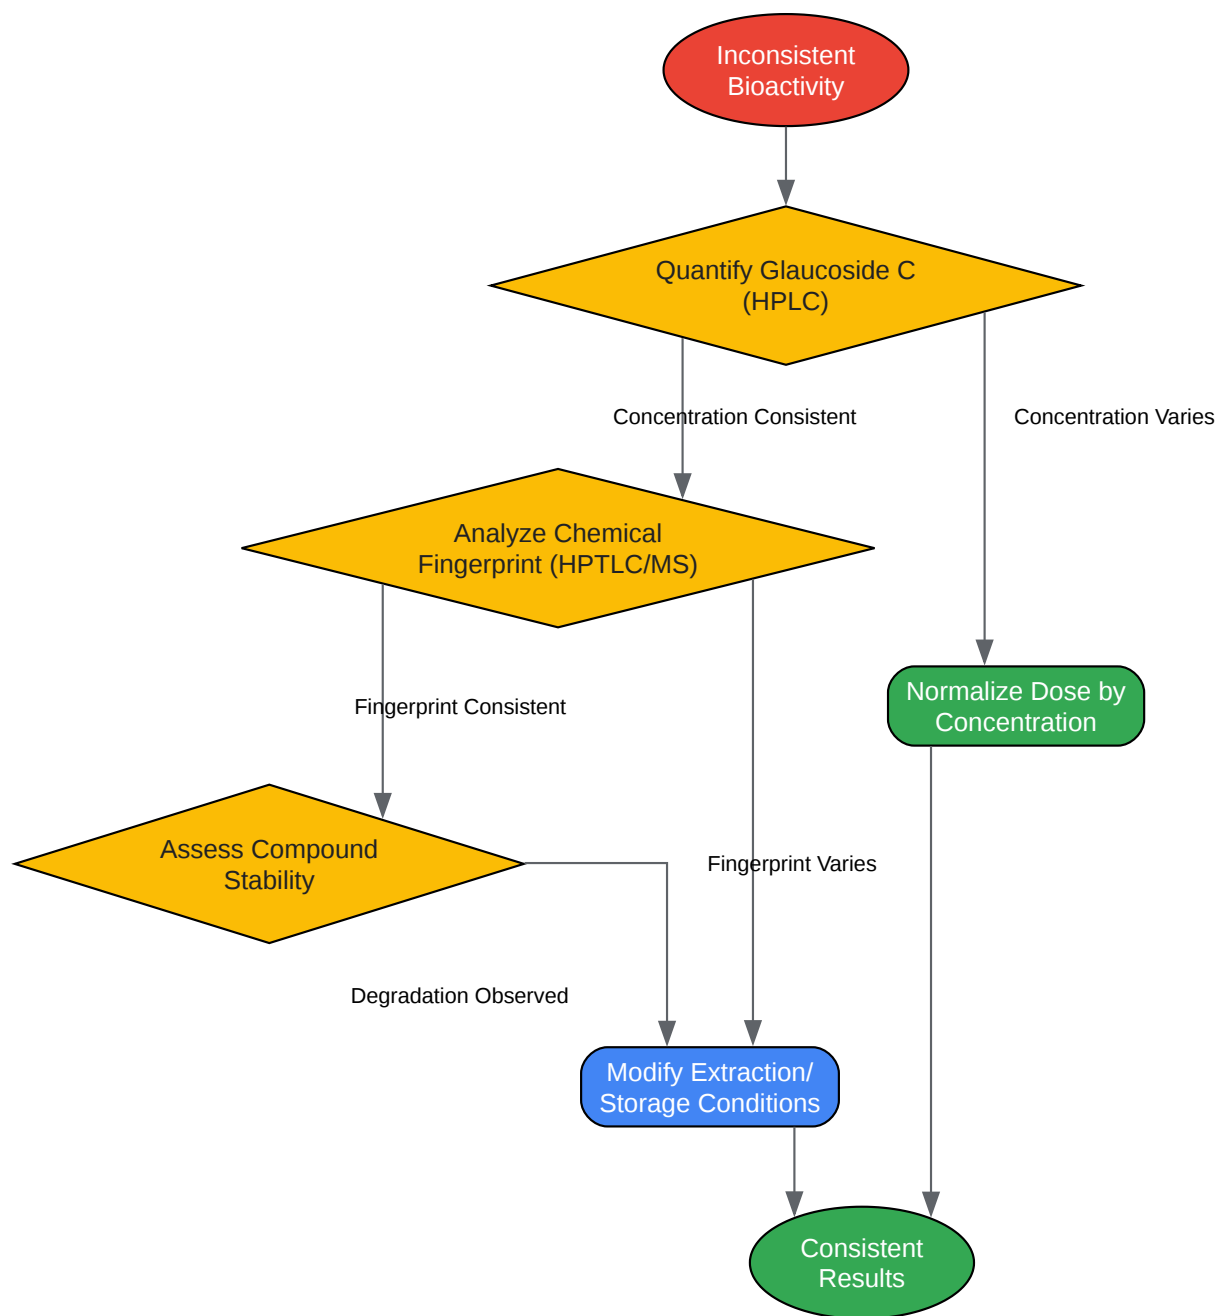 Inconsistent
Bioactivity
Quantify Glaucoside C
(HPLC)
Concentration Consistent
Concentration Varies
Analyze Chemical
Fingerprint (HPTLC/MS)
Normalize Dose by
Concentration
Fingerprint Consistent
Assess Compound
Stability
Fingerprint Varies
Degradation Observed
Modify Extraction/
Storage Conditions
Consistent
Results